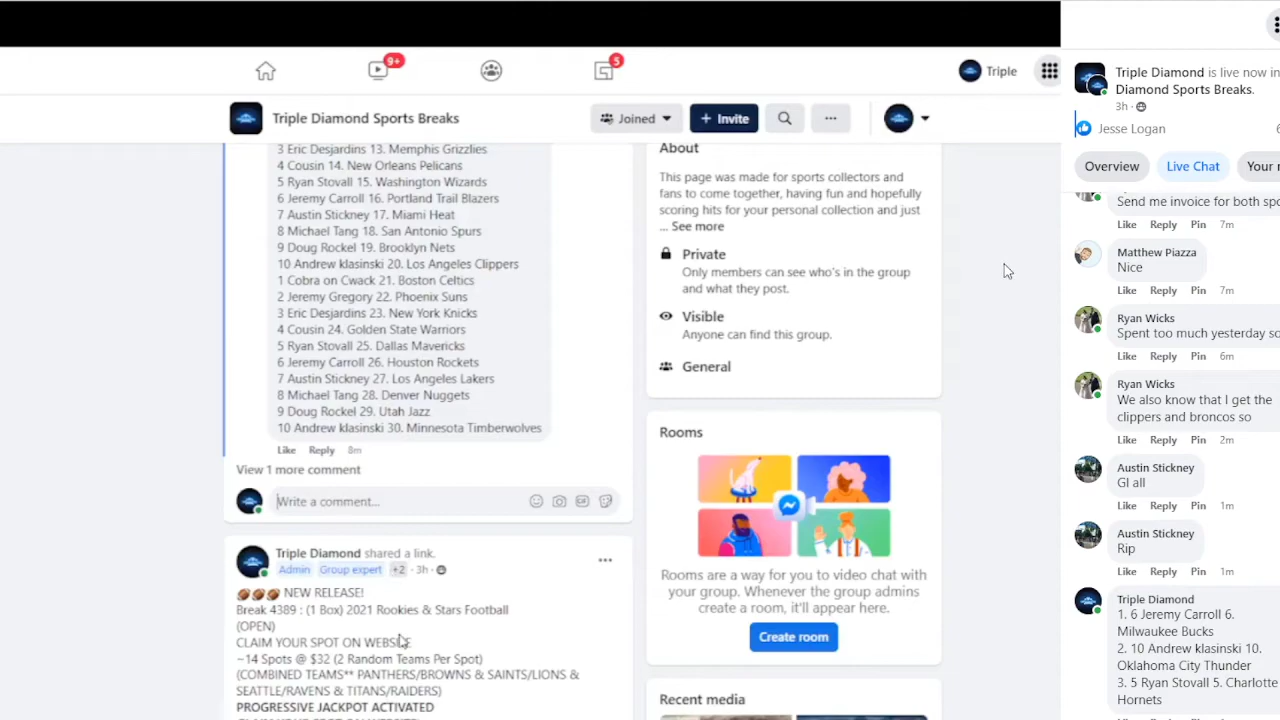 9+
5
Triple
Triple Diamond Sports Breaks
Joined
+ Invite
3 Eric Desjardins 13. Memphis Grizzlies
4 Cousin 14. New Orleans Pelicans
5 Ryan Stovall 15. Washington Wizards
6 Jeremy Carroll 16. Portland Trail Blazers
7 Austin Stickney 17. Miami Heat
8 Michael Tang 18. San Antonio Spurs
9 Doug Rockel 19. Brooklyn Nets
10 Andrew klasinski 20. Los Angeles Clippers
1 Cobra on Cwack 21. Boston Celtics
2 Jeremy Gregory 22. Phoenix Suns
3 Eric Desjardins 23. New York Knicks
4 Cousin 24. Golden State Warriors
5 Ryan Stovall 25. Dallas Mavericks
6 Jeremy Carroll 26. Houston Rockets
7 Austin Stickney 27. Los Angeles Lakers
8 Michael Tang 28. Denver Nuggets
9 Doug Rockel 29. Utah Jazz
10 Andrew klasinski 30. Minnesota Timberwolves
Like Reply 8m
View 1 more comment
Write a comment...
Triple Diamond shared a link.
Admin Group expert +2 · 3h ·
NEW RELEASE!
Break 4389 : (1 Box) 2021 Rookies & Stars Football
(OPEN)
CLAIM YOUR SPOT ON WEBSITE
~14 Spots @ $32 (2 Random Teams Per Spot)
(COMBINED TEAMS** PANTHERS/BROWNS & SAINTS/LIONS &
SEATTLE/RAVENS & TITANS/RAIDERS)
PROGRESSIVE JACKPOT ACTIVATED
About
This page was made for sports collectors and
fans to come together, having fun and hopefully
scoring hits for your personal collection and just
... See more
Private
Only members can see who's in the group
and what they post.
Visible
Anyone can find this group.
General
Rooms
Rooms are a way for you to video chat with
your group. Whenever the group admins
create a room, it'll appear here.
Create room
Recent media
Triple Diamond is live now in
Diamond Sports Breaks.
3h ·
Jesse Logan
Overview Live Chat Your
Send me invoice for both
Like Reply Pin 7m
Matthew Piazza
Nice
Like Reply Pin 7m
Ryan Wicks
Spent too much yesterday so
Like Reply Pin 6m
Ryan Wicks
We also know that I get the
clippers and broncos so
Like Reply Pin 2m
Austin Stickney
Gl all
Like Reply Pin 1m
Austin Stickney
Rip
Like Reply Pin 1m
Triple Diamond
1. 6 Jeremy Carroll 6.
Milwaukee Bucks
2. 10 Andrew klasinski 10.
Oklahoma City Thunder
3. 5 Ryan Stovall 5. Charlotte
Hornets